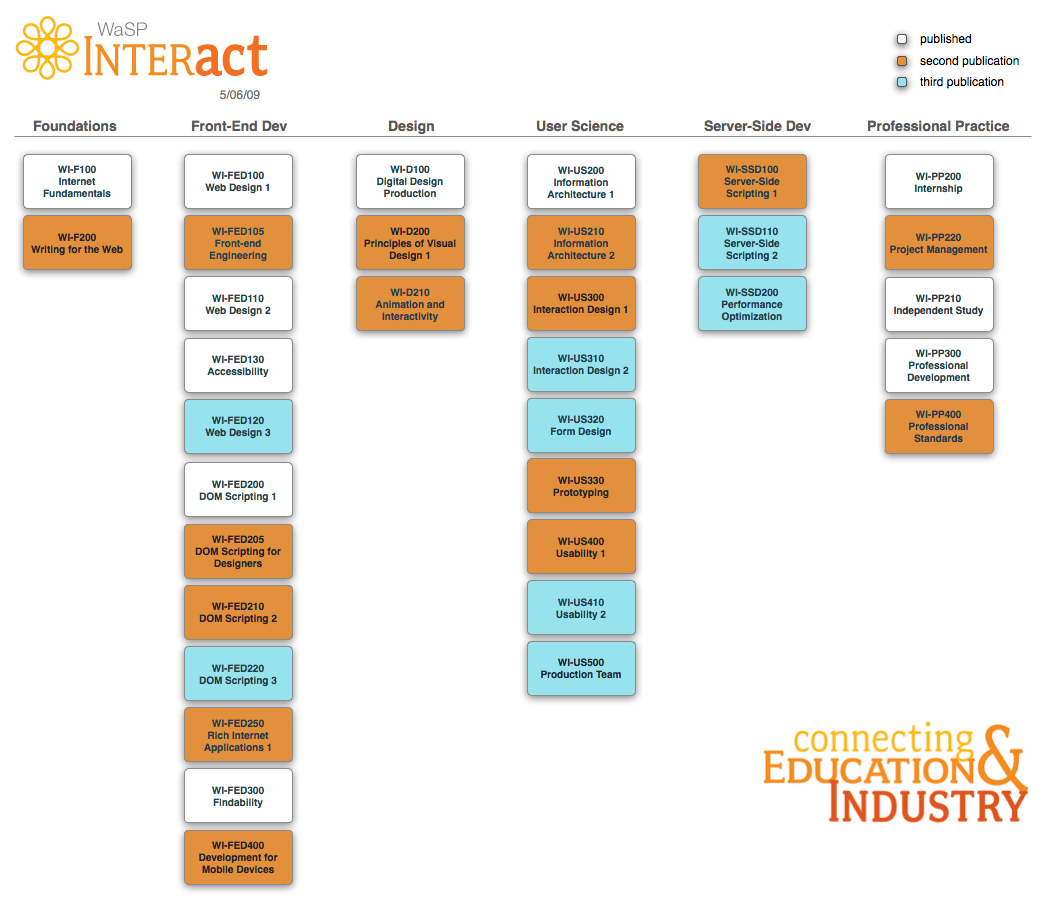 WaSP
INTERact
5/06/09
published
second publication
third publication
Foundations
WI-F100
Internet
Fundamentals
WI-F200
Writing for the Web
Front-End Dev
WI-FED100
Web Design 1
WI-FED105
Front-end
Engineering
WI-FED110
Web Design 2
WI-FED130
Accessibility
WI-FED120
Web Design 3
WI-FED200
DOM Scripting 1
WI-FED205
DOM Scripting for
Designers
WI-FED210
DOM Scripting 2
WI-FED220
DOM Scripting 3
WI-FED250
Rich Internet
Applications 1
WI-FED300
Findability
WI-FED400
Development for
Mobile Devices
Design
WI-D100
Digital Design
Production
WI-D200
Principles of Visual
Design 1
WI-D210
Animation and
Interactivity
User Science
WI-US200
Information
Architecture 1
WI-US210
Information
Architecture 2
WI-US300
Interaction Design 1
WI-US310
Interaction Design 2
WI-US320
Form Design
WI-US330
Prototyping
WI-US400
Usability 1
WI-US410
Usability 2
WI-US500
Production Team
Server-Side Dev
WI-SSD100
Server-Side
Scripting 1
WI-SSD110
Server-Side
Scripting 2
WI-SSD200
Performance
Optimization
Professional Practice
WI-PP200
Internship
WI-PP220
Project Management
WI-PP210
Independent Study
WI-PP300
Professional
Development
WI-PP400
Professional
Standards
connecting
EDUCATION &
INDUSTRY